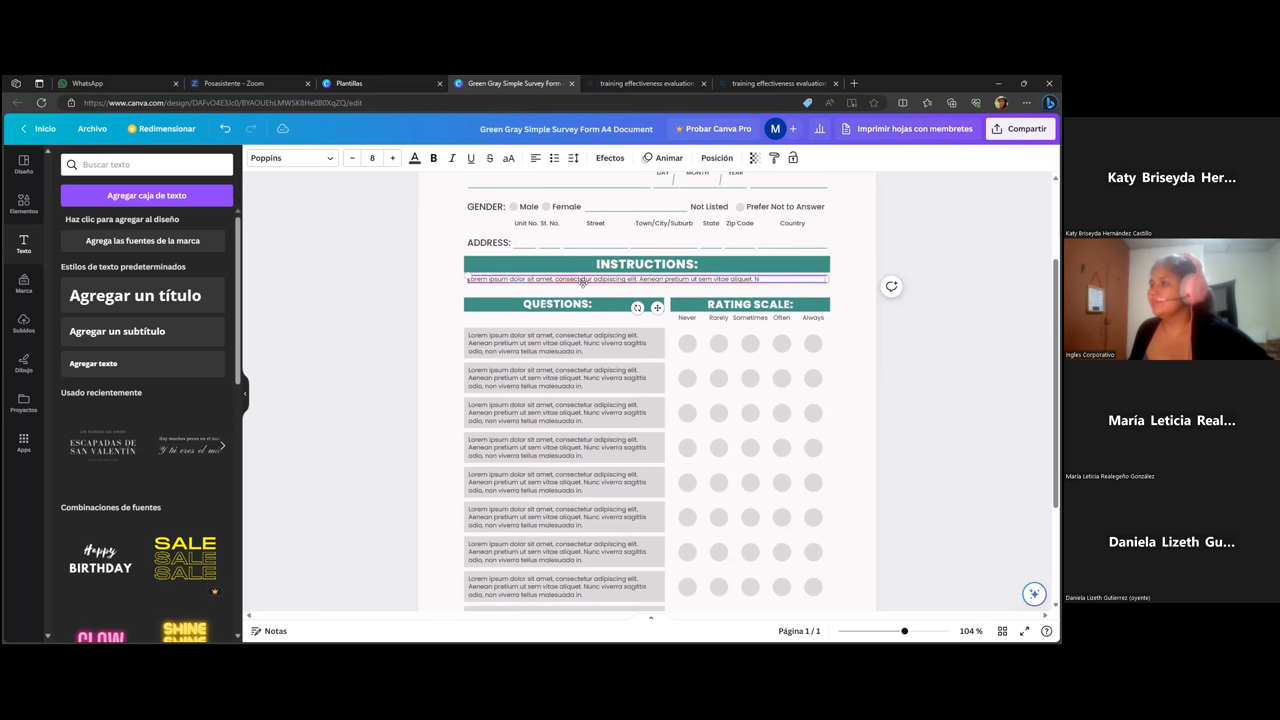 WhatsApp
Posasistente - Zoom
Plantillas
Green Gray Simple Survey Form
training effectiveness evaluation
training effectiveness evaluation
https://www.canva.com/design/DAFvO4E3Jc0/BYAOUEhLMWSK8He0B0XqZQ/edit
Inicio
Archivo
Redimensionar
Green Gray Simple Survey Form A4 Document
Probar Canva Pro
M
Imprimir hojas con membretes
Compartir
Poppins
8
Efectos
Animar
Posición
Diseño
Elementos
Texto
Marca
Subidos
Dibujo
Proyectos
Apps
Buscar texto
Agregar caja de texto
Haz clic para agregar al diseño
Agrega las fuentes de la marca
Estilos de texto predeterminados
Agregar un título
Agregar un subtítulo
Agregar texto
Usado recientemente
UN MUNDO DE AMOR
ESCAPADAS DE
SAN VALENTÍN
Hay muchos peces en el ma
Y tú eres el m
Combinaciones de fuentes
Happy
BIRTHDAY
SALE
SALE
SALE
GLOW
SHINE
DAY MONTH YEAR
GENDER: Male Female Not Listed Prefer Not to Answer
Unit No. St. No. Street Town/City/Suburb State Zip Code Country
ADDRESS:
INSTRUCTIONS:
Lorem ipsum dolor sit amet, consectetur adipiscing elit. Aenean pretium ut sem vitae aliquet. N
QUESTIONS:
RATING SCALE:
Never Rarely Sometimes Often Always
Lorem ipsum dolor sit amet, consectetur adipiscing elit.
Aenean pretium ut sem vitae aliquet. Nunc viverra sagittis
odio, non viverra tellus malesuada in.
Lorem ipsum dolor sit amet, consectetur adipiscing elit.
Aenean pretium ut sem vitae aliquet. Nunc viverra sagittis
odio, non viverra tellus malesuada in.
Lorem ipsum dolor sit amet, consectetur adipiscing elit.
Aenean pretium ut sem vitae aliquet. Nunc viverra sagittis
odio, non viverra tellus malesuada in.
Lorem ipsum dolor sit amet, consectetur adipiscing elit.
Aenean pretium ut sem vitae aliquet. Nunc viverra sagittis
odio, non viverra tellus malesuada in.
Lorem ipsum dolor sit amet, consectetur adipiscing elit.
Aenean pretium ut sem vitae aliquet. Nunc viverra sagittis
odio, non viverra tellus malesuada in.
Lorem ipsum dolor sit amet, consectetur adipiscing elit.
Aenean pretium ut sem vitae aliquet. Nunc viverra sagittis
odio, non viverra tellus malesuada in.
Lorem ipsum dolor sit amet, consectetur adipiscing elit.
Aenean pretium ut sem vitae aliquet. Nunc viverra sagittis
odio, non viverra tellus malesuada in.
Lorem ipsum dolor sit amet, consectetur adipiscing elit.
Aenean pretium ut sem vitae aliquet. Nunc viverra sagittis
odio, non viverra tellus malesuada in.
Notas
Página 1 / 1
104 %
Katy Briseyda Her...
Katy Briseyda Hernández Castillo
Ingles Corporativo
María Leticia Real...
María Leticia Realegeño González
Daniela Lizeth Gu...
Daniela Lizeth Gutierrez (oyente)